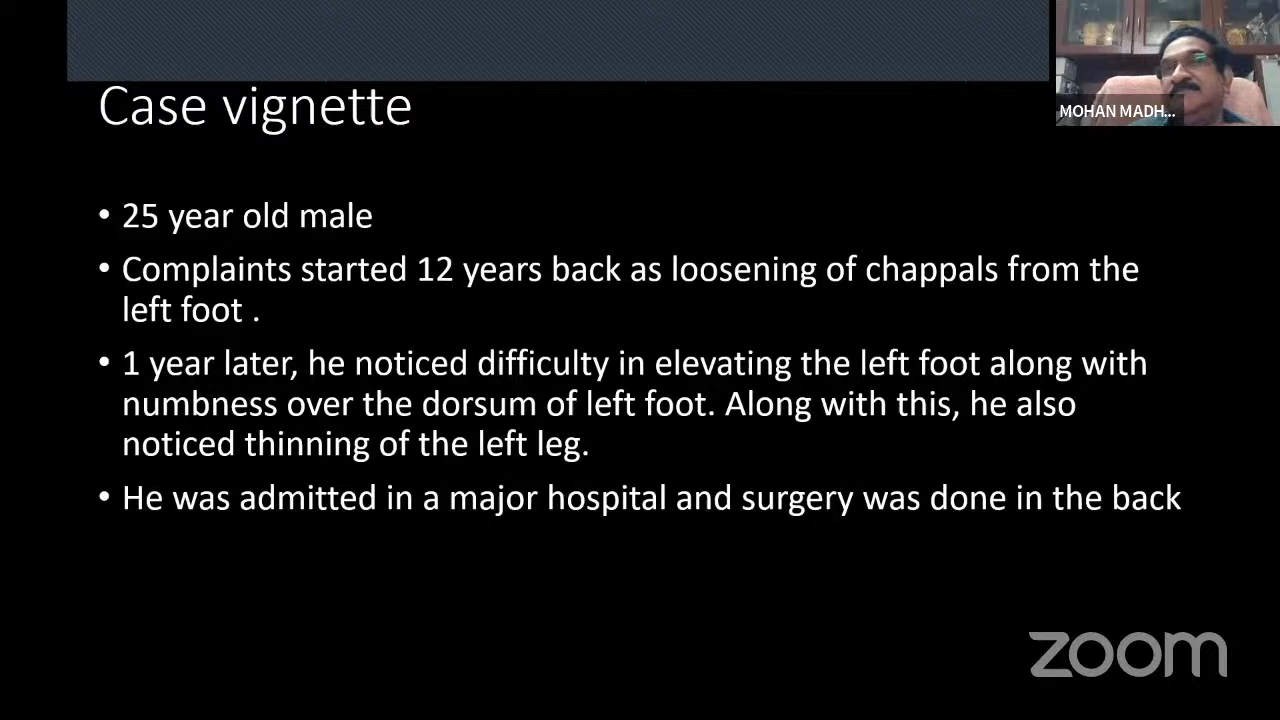 Case vignette
MOHAN MADH...
• 25 year old male
• Complaints started 12 years back as loosening of chappals from the
left foot .
• 1 year later, he noticed difficulty in elevating the left foot along with
numbness over the dorsum of left foot. Along with this, he also
noticed thinning of the left leg.
• He was admitted in a major hospital and surgery was done in the back
zoom